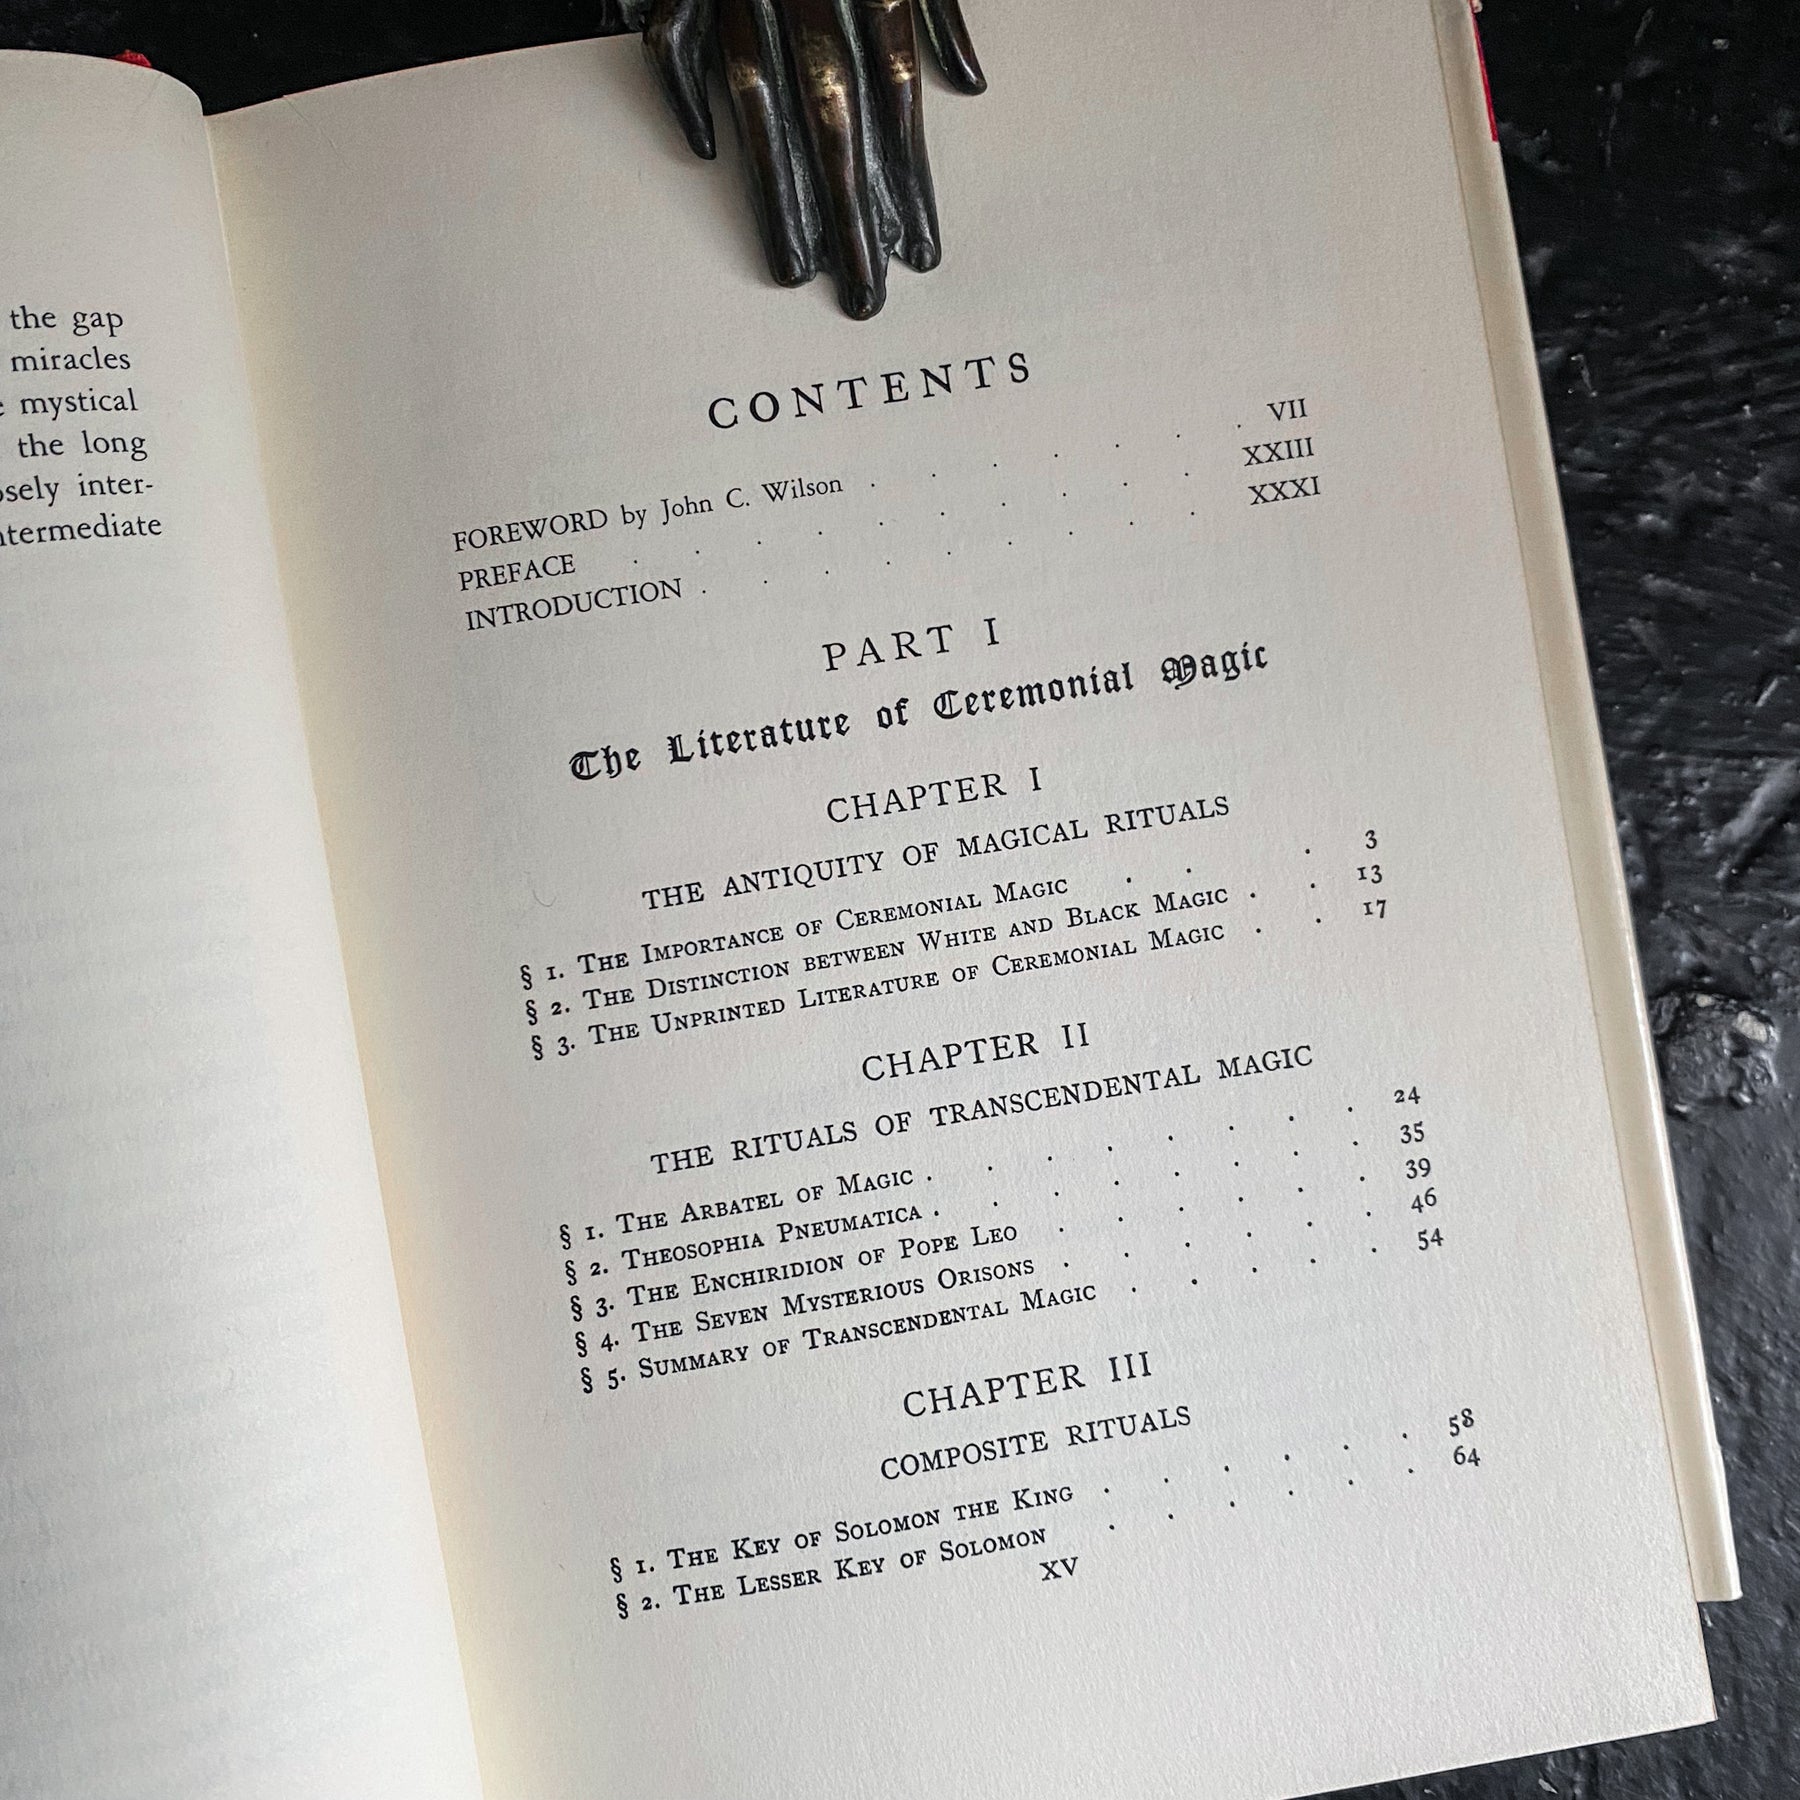 the gap
miracles
mystical
the long
inter-
CONTENTS
FOREWORD by John C. Wilson . . . . . . . VII
PREFACE . . . . . . . . . . XXIII
INTRODUCTION . . . . . . . . . XXXI
PART I
The Literature of Ceremonial Magic
CHAPTER I
THE ANTIQUITY OF MAGICAL RITUALS
§ 1. The Importance of Ceremonial Magic . . . 3
§ 2. The Distinction between White and Black Magic . . 13
§ 3. The Unprinted Literature of Ceremonial Magic . . 17
CHAPTER II
THE RITUALS OF TRANSCENDENTAL MAGIC
§ 1. The Arbatel of Magic . . . . . . . . 24
§ 2. Theosophia Pneumatica . . . . . . . . 35
§ 3. The Enchiridion of Pope Leo . . . . . . 39
§ 4. The Seven Mysterious Orisons . . . . . . 46
§ 5. Summary of Transcendental Magic . . . . . 54
CHAPTER III
COMPOSITE RITUALS
§ 1. The Key of Solomon the King . . . . . . 58
§ 2. The Lesser Key of Solomon . . . . . . 64
XV